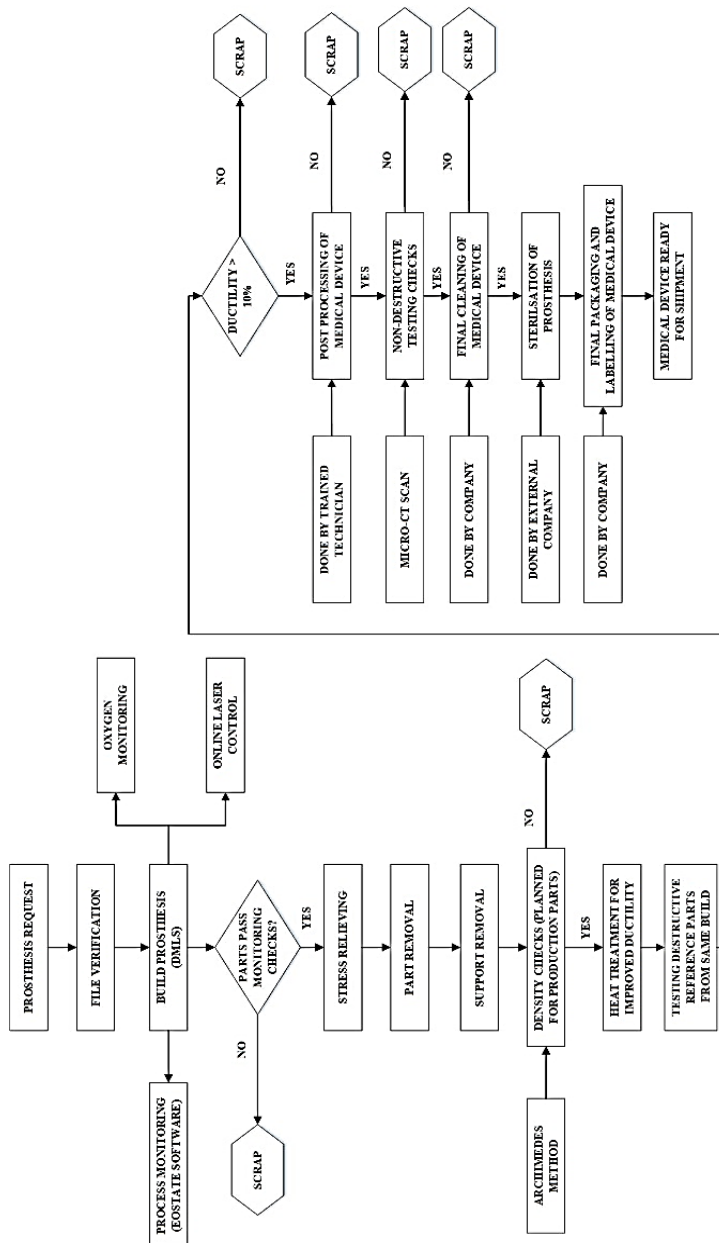 PROSTHESIS REQUEST
FILE VERIFICATION
BUILD PROSTHESIS
(DMLS)
OXYGEN
MONITORING
ONLINE LASER
CONTROL
PROCESS MONITORING
(EOSTATE SOFTWARE)
PARTS PASS
MONITORING
CHECKS?
NO
SCRAP
YES
STRESS RELIEVING
PART REMOVAL
SUPPORT REMOVAL
ARCHIMEDES
METHOD
DENSITY CHECKS (PLANNED
FOR PRODUCTION PARTS)
NO
SCRAP
YES
HEAT TREATMENT FOR
IMPROVED DUCTILITY
TESTING DESTRUCTIVE
REFERENCE PARTS
FROM SAME BUILD
DUCTILITY >
10%
NO
SCRAP
YES
DONE BY TRAINED
TECHNICIAN
POST PROCESSING OF
MEDICAL DEVICE
NO
SCRAP
YES
MICRO-CT SCAN
NON-DESTRUCTIVE
TESTING CHECKS
NO
SCRAP
YES
DONE BY COMPANY
FINAL CLEANING OF
MEDICAL DEVICE
NO
SCRAP
YES
DONE BY EXTERNAL
COMPANY
STERILSATION OF
PROSTHESIS
DONE BY COMPANY
FINAL PACKAGING AND
LABELLING OF MEDICAL DEVICE
MEDICAL DEVICE READY
FOR SHIPMENT